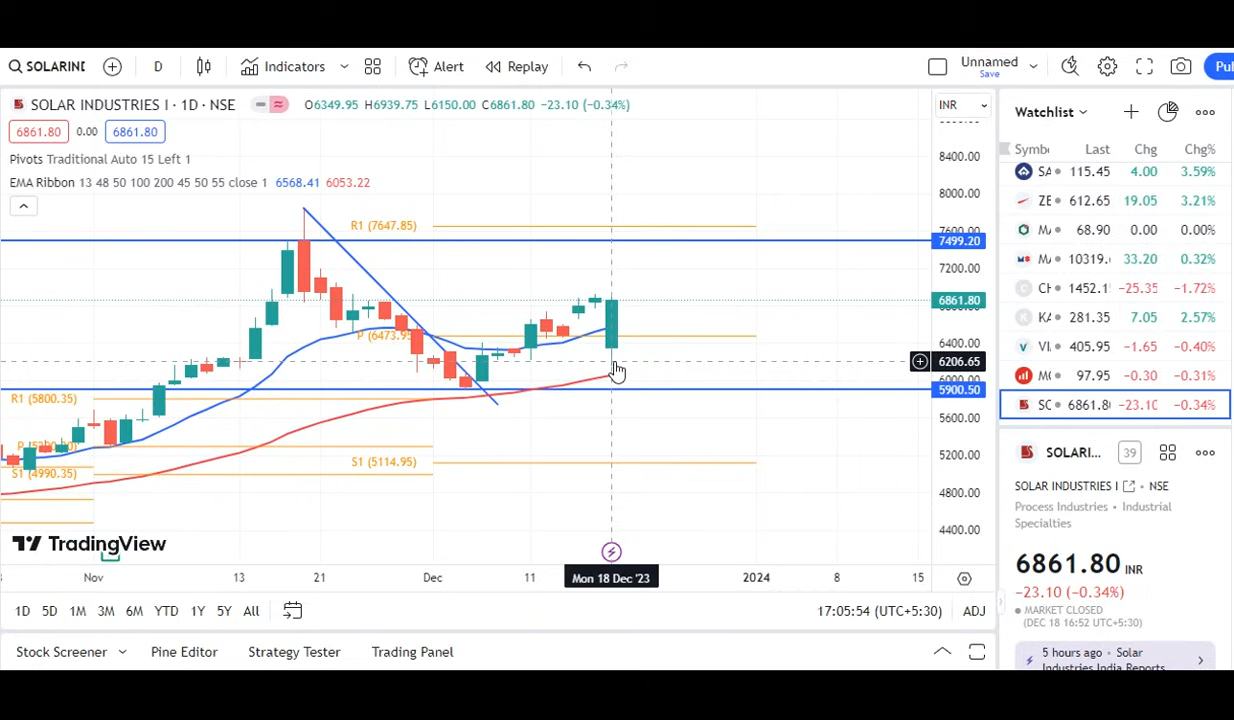 SOLARIND D Indicators Alert Replay Unnamed Save
SOLAR INDUSTRIES I · 1D · NSE O6349.95 H6939.75 L6150.00 C6861.80 −23.10 (−0.34%) INR
6861.80 0.00 6861.80
Pivots Traditional Auto 15 Left 1
EMA Ribbon 13 48 50 100 200 45 50 55 close 1 6568.41 6053.22
8400.00
8000.00
R1 (7647.85)
7499.20
7200.00
6861.80
P (6473.95
6400.00
6206.65
6000.00
5900.50
R1 (5800.35)
5600.00
5200.00
S1 (5114.95)
S1 (4990.35)
4800.00
4400.00
TradingView
Nov 13 21 Dec 11 Mon 18 Dec '23 2024 8 15
1D 5D 1M 3M 6M YTD 1Y 5Y All 17:05:54 (UTC+5:30) ADJ
Stock Screener Pine Editor Strategy Tester Trading Panel
Watchlist
Symb Last Chg Chg%
SA 115.45 4.00 3.59%
ZE 612.65 19.05 3.21%
68.90 0.00 0.00%
10319. 33.20 0.32%
CH 1452.1 −25.35 −1.72%
KA 281.35 7.05 2.57%
VI 405.95 −1.65 −0.40%
97.95 −0.30 −0.31%
SC 6861.80 −23.10 −0.34%
SOLARI... 39
SOLAR INDUSTRIES I NSE
Process Industries • Industrial
Specialties
6861.80 INR
−23.10 (−0.34%)
MARKET CLOSED
(DEC 18 16:52 UTC+5:30)
5 hours ago • Solar
Industries India Reports